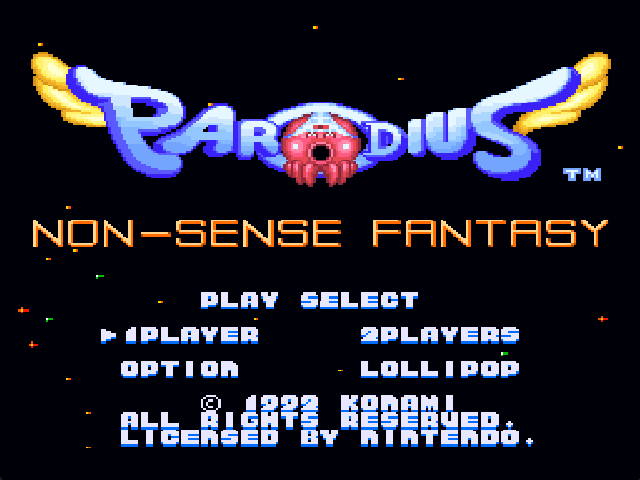 PARODIUS
TM
NON-SENSE FANTASY
PLAY SELECT
1PLAYER 2PLAYERS
OPTION LOLLIPOP
© 1992 KONAMI
ALL RIGHTS RESERVED.
LICENSED BY NINTENDO.